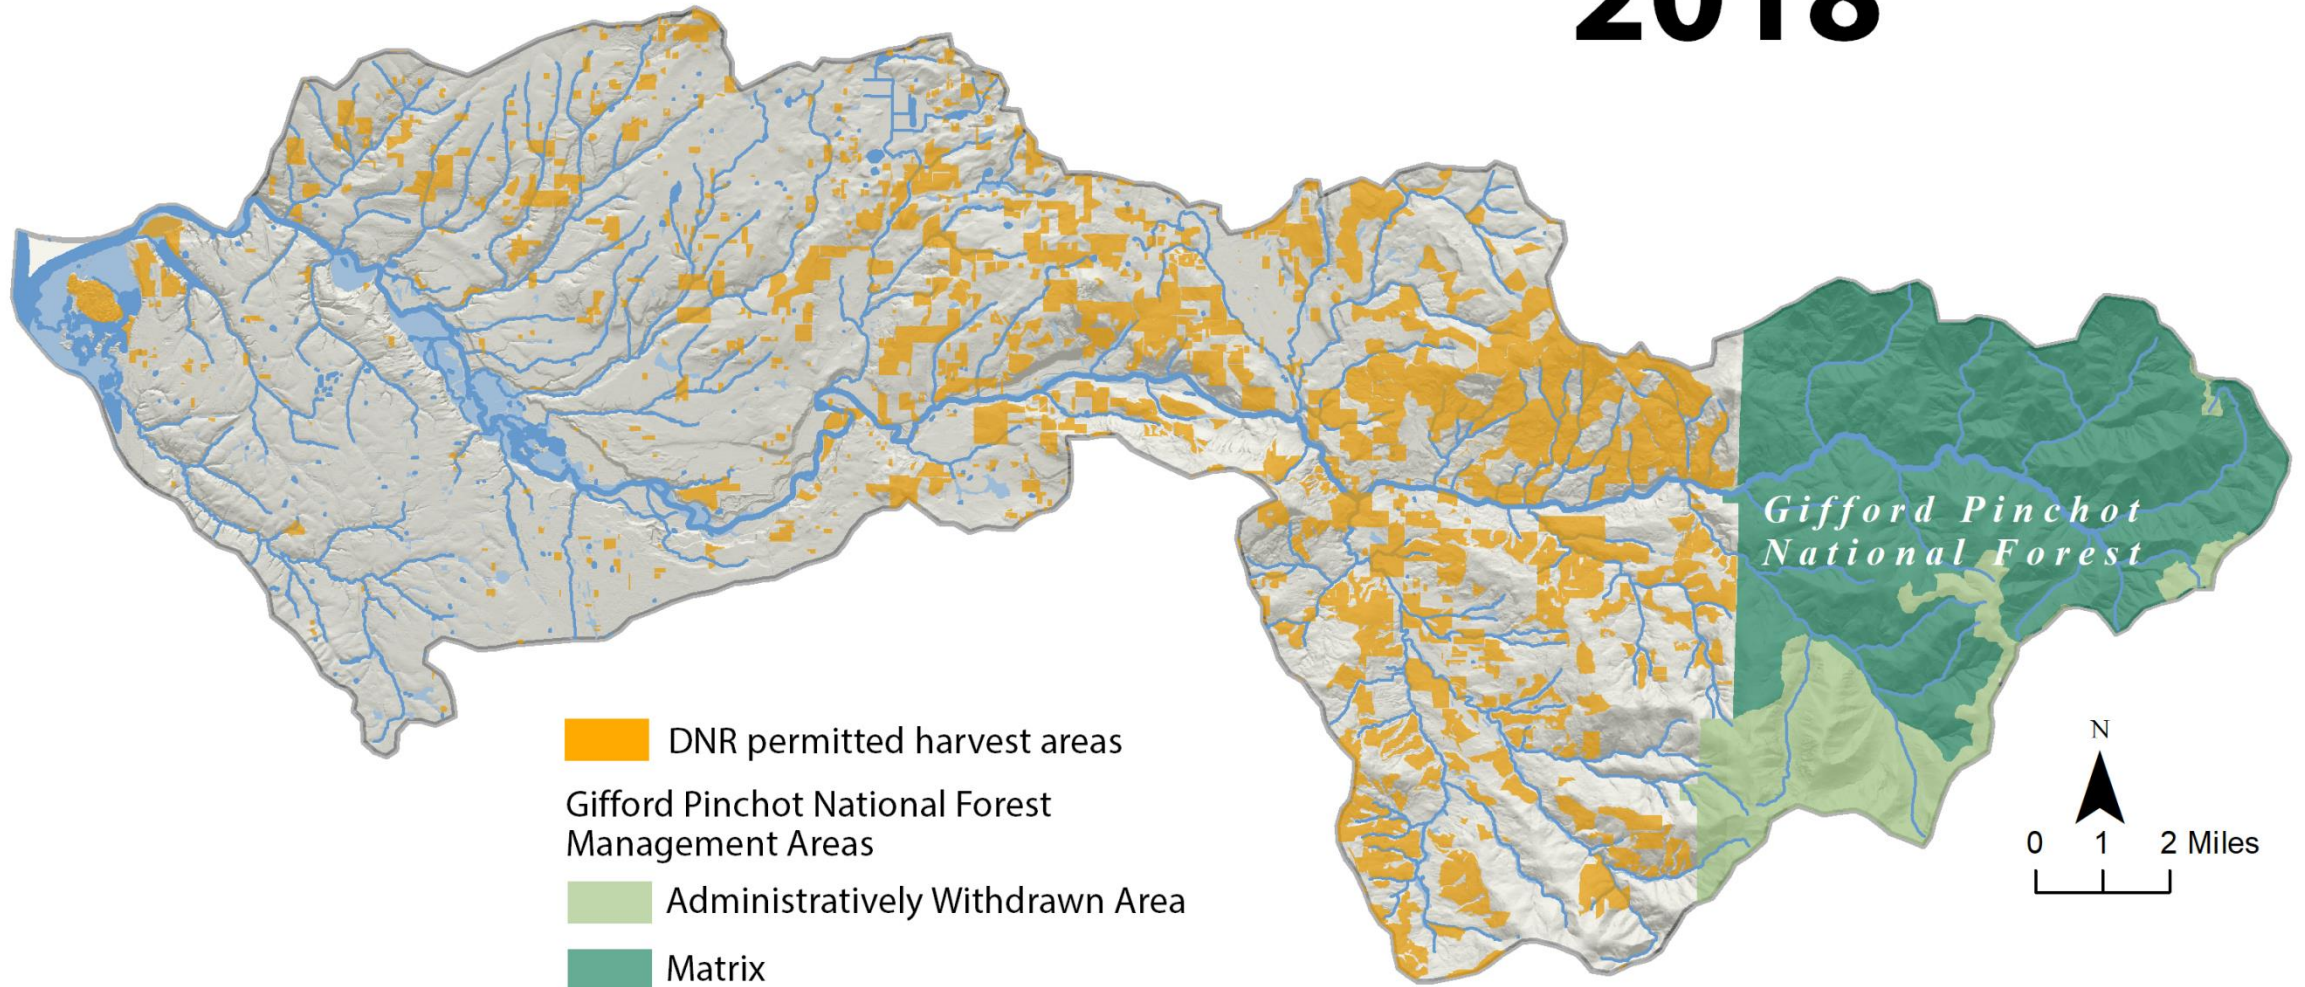 2018
Gifford Pinchot
National Forest
DNR permitted harvest areas
Gifford Pinchot National Forest
Management Areas
Administratively Withdrawn Area
Matrix
N
0 1 2 Miles